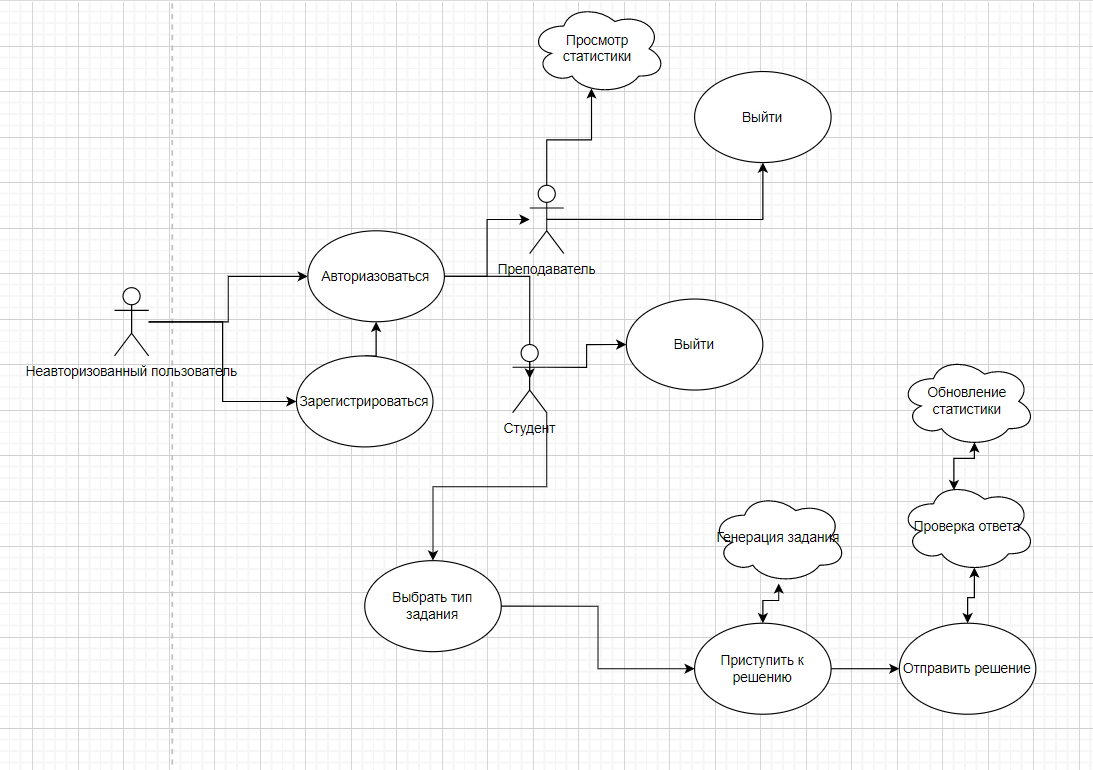 Просмотр
статистики
Выйти
Авториазоваться
Преподаватель
Неавторизованный пользователь
Зарегистрироваться
Выйти
Студент
Обновление
статистики
Генерация задания
Проверка ответа
Выбрать тип
задания
Приступить к
решению
Отправить решение